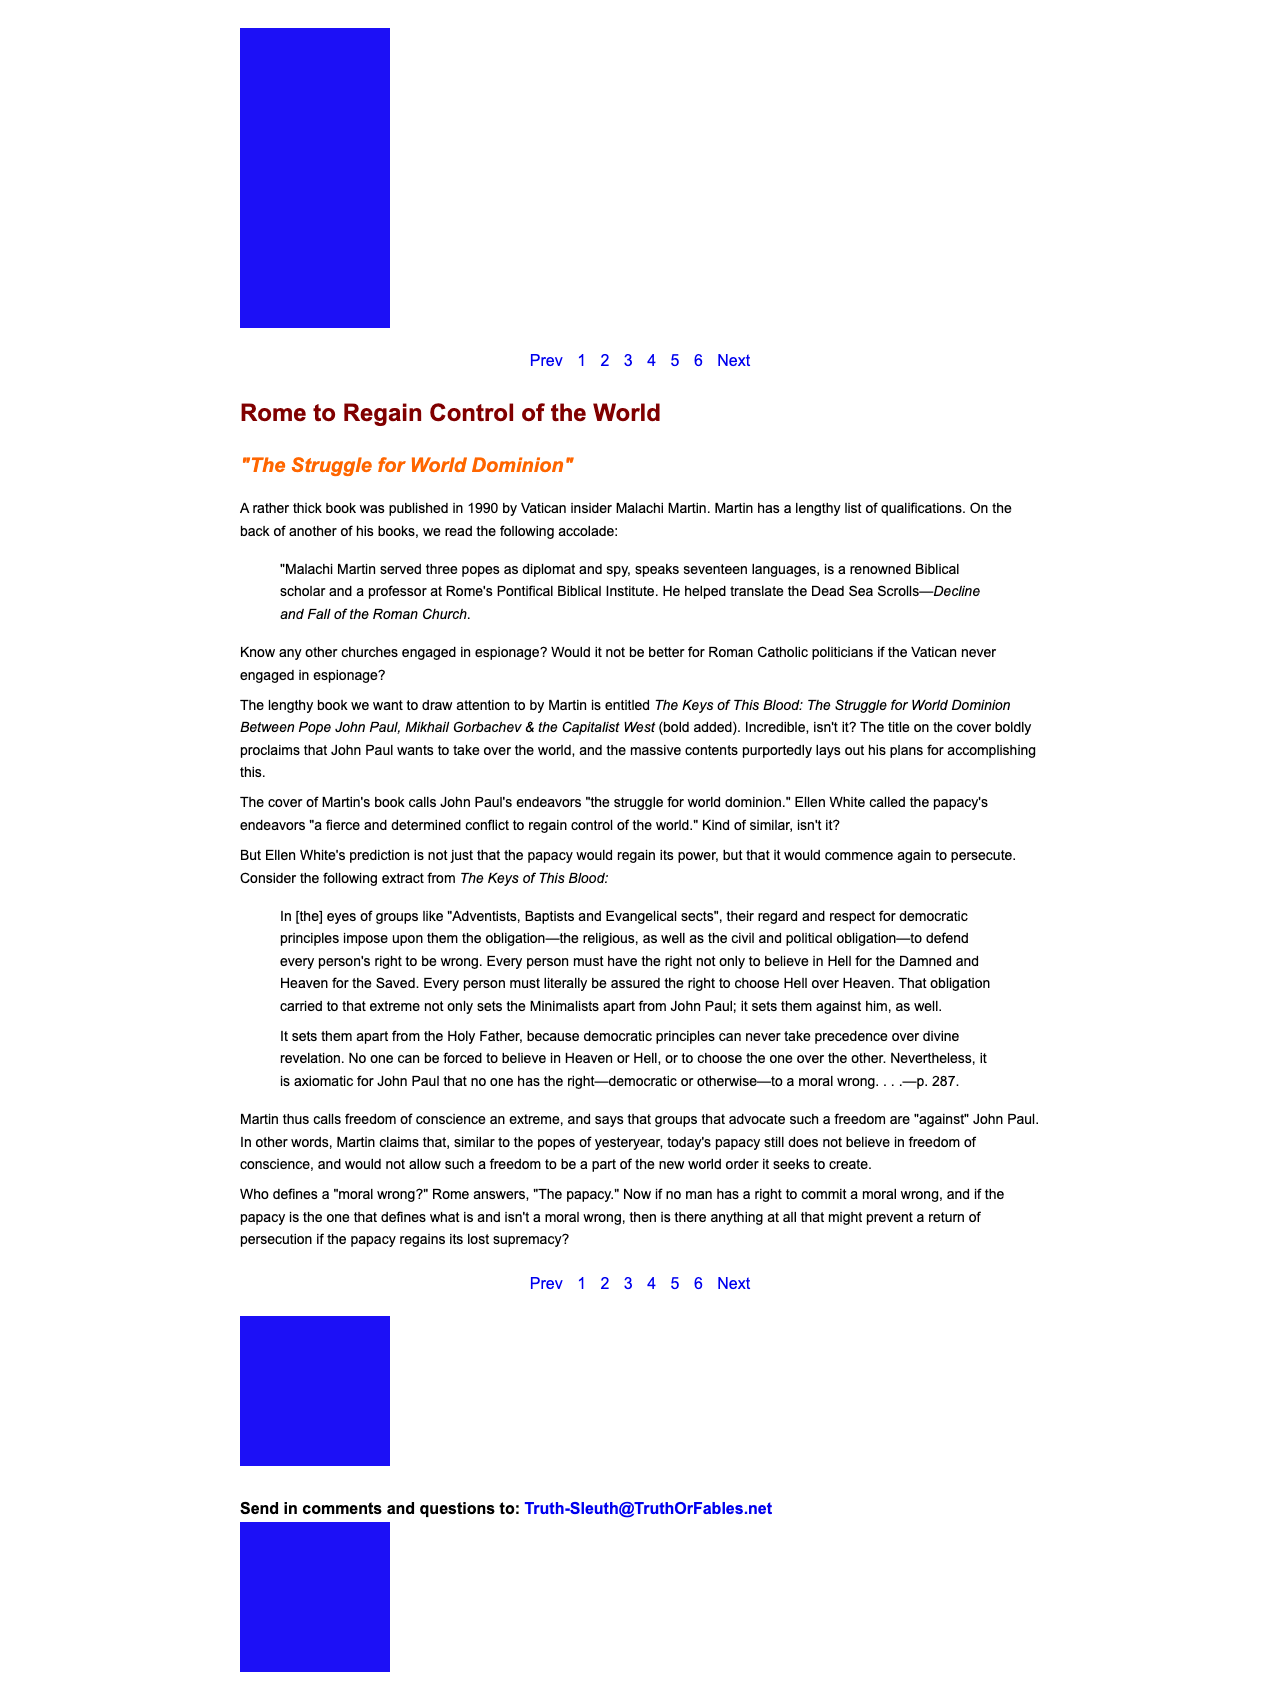 Prev 1 2 3 4 5 6 Next
Rome to Regain Control of the World
"The Struggle for World Dominion"
A rather thick book was published in 1990 by Vatican insider Malachi Martin. Martin has a lengthy list of qualifications. On the
back of another of his books, we read the following accolade:
"Malachi Martin served three popes as diplomat and spy, speaks seventeen languages, is a renowned Biblical
scholar and a professor at Rome's Pontifical Biblical Institute. He helped translate the Dead Sea Scrolls—Decline
and Fall of the Roman Church.
Know any other churches engaged in espionage? Would it not be better for Roman Catholic politicians if the Vatican never
engaged in espionage?
The lengthy book we want to draw attention to by Martin is entitled The Keys of This Blood: The Struggle for World Dominion
Between Pope John Paul, Mikhail Gorbachev & the Capitalist West (bold added). Incredible, isn't it? The title on the cover boldly
proclaims that John Paul wants to take over the world, and the massive contents purportedly lays out his plans for accomplishing
this.
The cover of Martin's book calls John Paul's endeavors "the struggle for world dominion." Ellen White called the papacy's
endeavors "a fierce and determined conflict to regain control of the world." Kind of similar, isn't it?
But Ellen White's prediction is not just that the papacy would regain its power, but that it would commence again to persecute.
Consider the following extract from The Keys of This Blood:
In [the] eyes of groups like "Adventists, Baptists and Evangelical sects", their regard and respect for democratic
principles impose upon them the obligation—the religious, as well as the civil and political obligation—to defend
every person's right to be wrong. Every person must have the right not only to believe in Hell for the Damned and
Heaven for the Saved. Every person must literally be assured the right to choose Hell over Heaven. That obligation
carried to that extreme not only sets the Minimalists apart from John Paul; it sets them against him, as well.
It sets them apart from the Holy Father, because democratic principles can never take precedence over divine
revelation. No one can be forced to believe in Heaven or Hell, or to choose the one over the other. Nevertheless, it
is axiomatic for John Paul that no one has the right—democratic or otherwise—to a moral wrong. . . .—p. 287.
Martin thus calls freedom of conscience an extreme, and says that groups that advocate such a freedom are "against" John Paul.
In other words, Martin claims that, similar to the popes of yesteryear, today's papacy still does not believe in freedom of
conscience, and would not allow such a freedom to be a part of the new world order it seeks to create.
Who defines a "moral wrong?" Rome answers, "The papacy." Now if no man has a right to commit a moral wrong, and if the
papacy is the one that defines what is and isn't a moral wrong, then is there anything at all that might prevent a return of
persecution if the papacy regains its lost supremacy?
Prev 1 2 3 4 5 6 Next
Send in comments and questions to: Truth-Sleuth@TruthOrFables.net